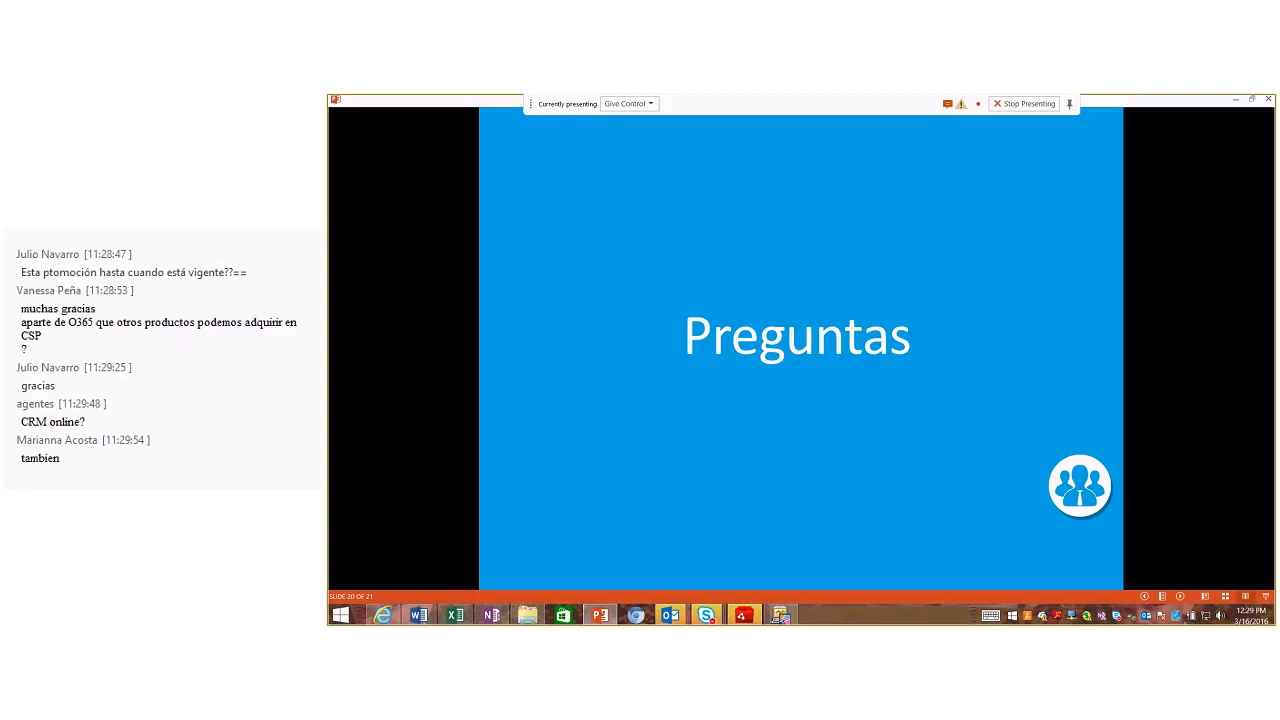 Julio Navarro [11:28:47 ]
Esta ptomoción hasta cuando está vigente??==
Vanessa Peña [11:28:53 ]
muchas gracias
aparte de O365 que otros productos podemos adquirir en
CSP
?
Julio Navarro [11:29:25 ]
gracias
agentes [11:29:48 ]
CRM online?
Marianna Acosta [11:29:54 ]
tambien
Currently presenting Give Control Stop Presenting
Preguntas
SLIDE 20 OF 21
12:29 PM
3/16/2016